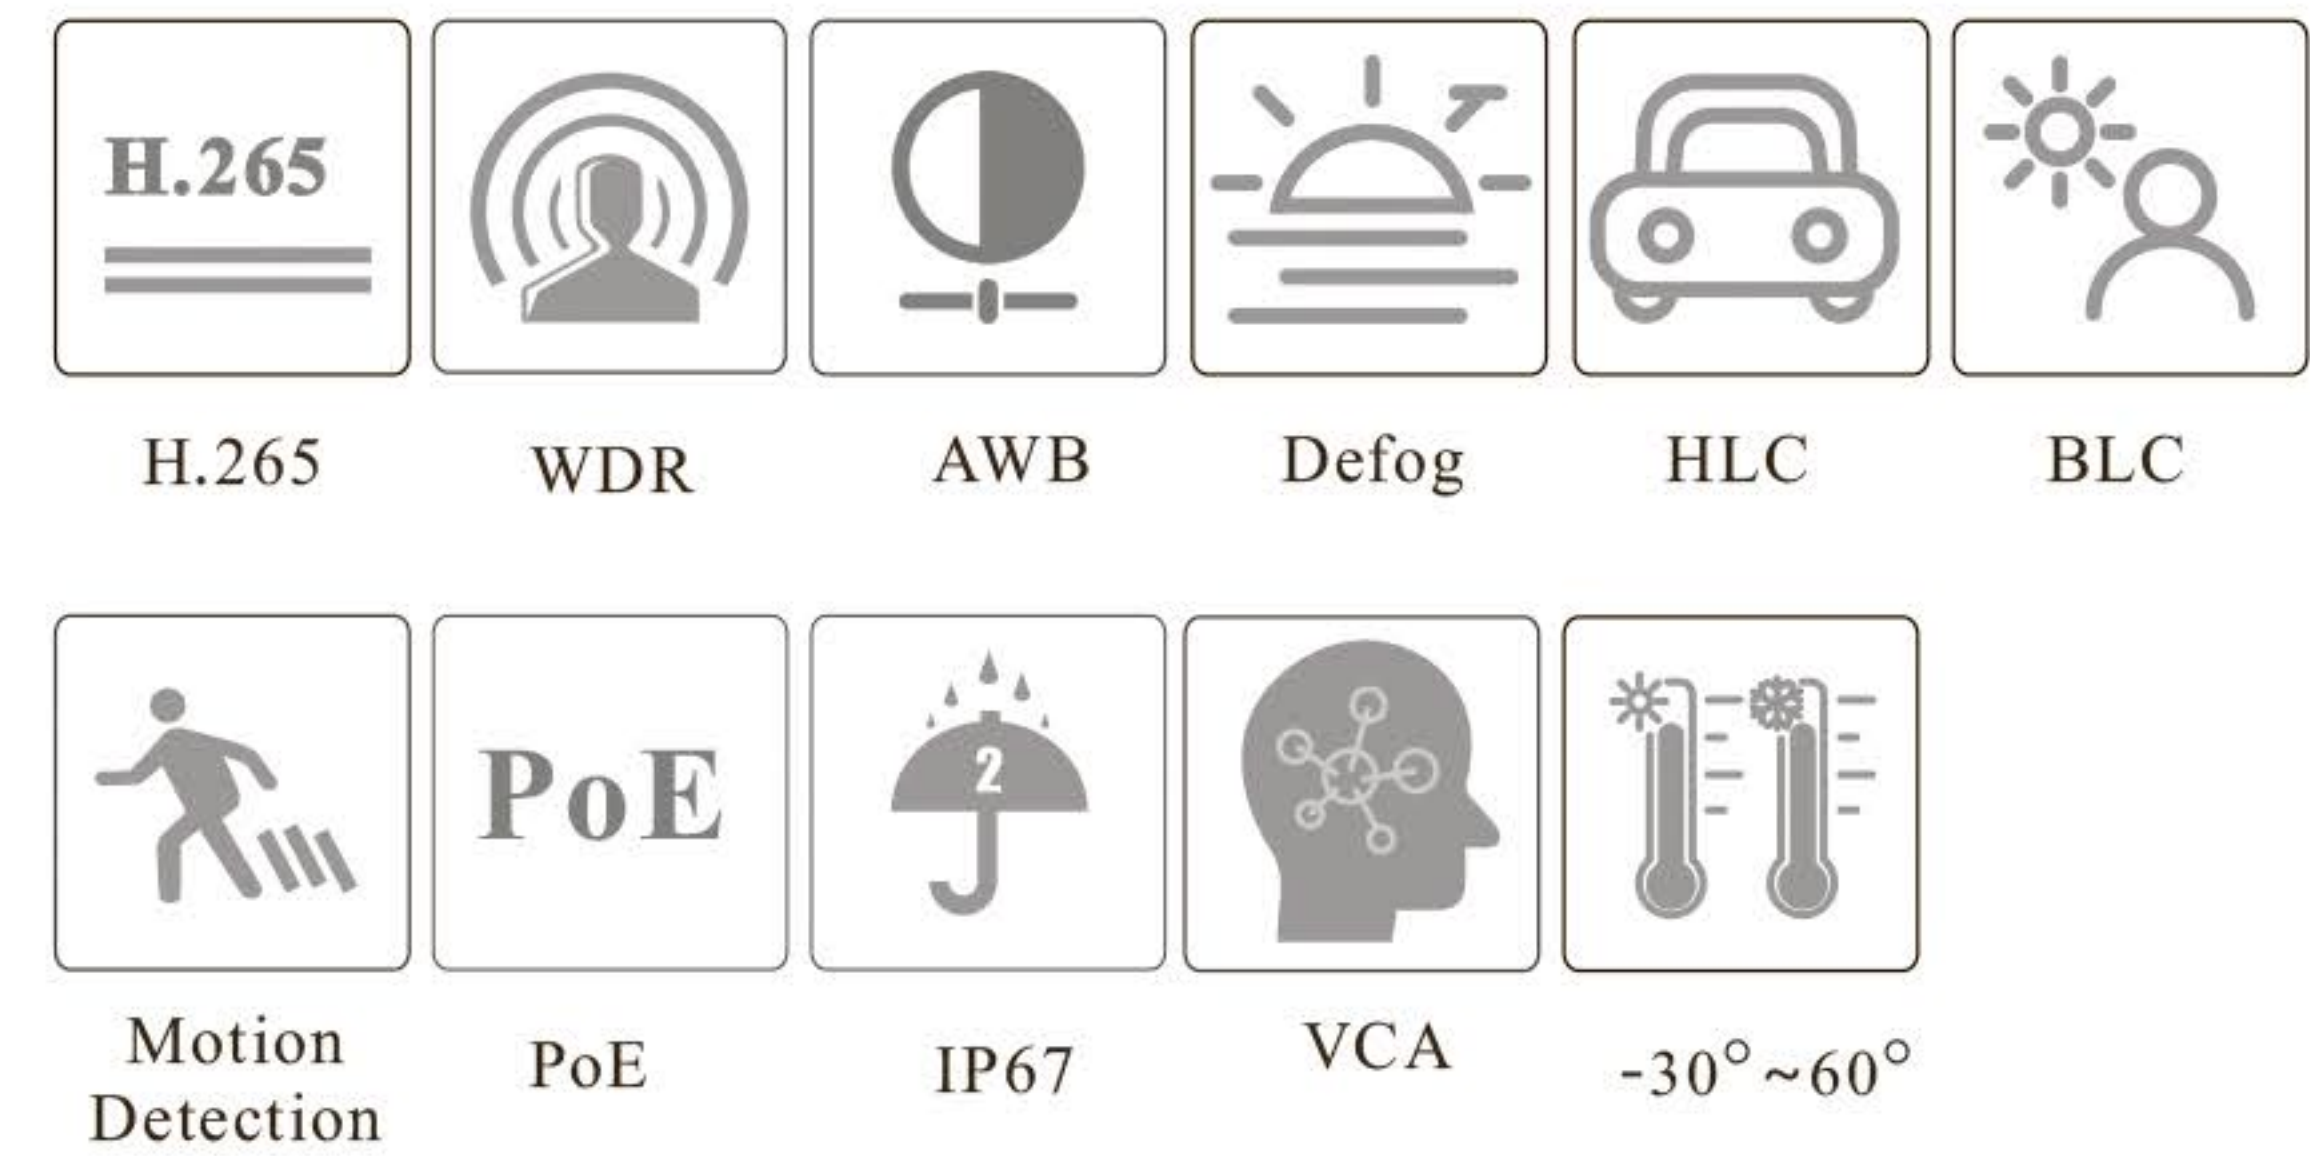 H.265
H.265
WDR
AWB
Defog
HLC
BLC
PoE
2
Motion
Detection
PoE
IP67
VCA
-30°~60°